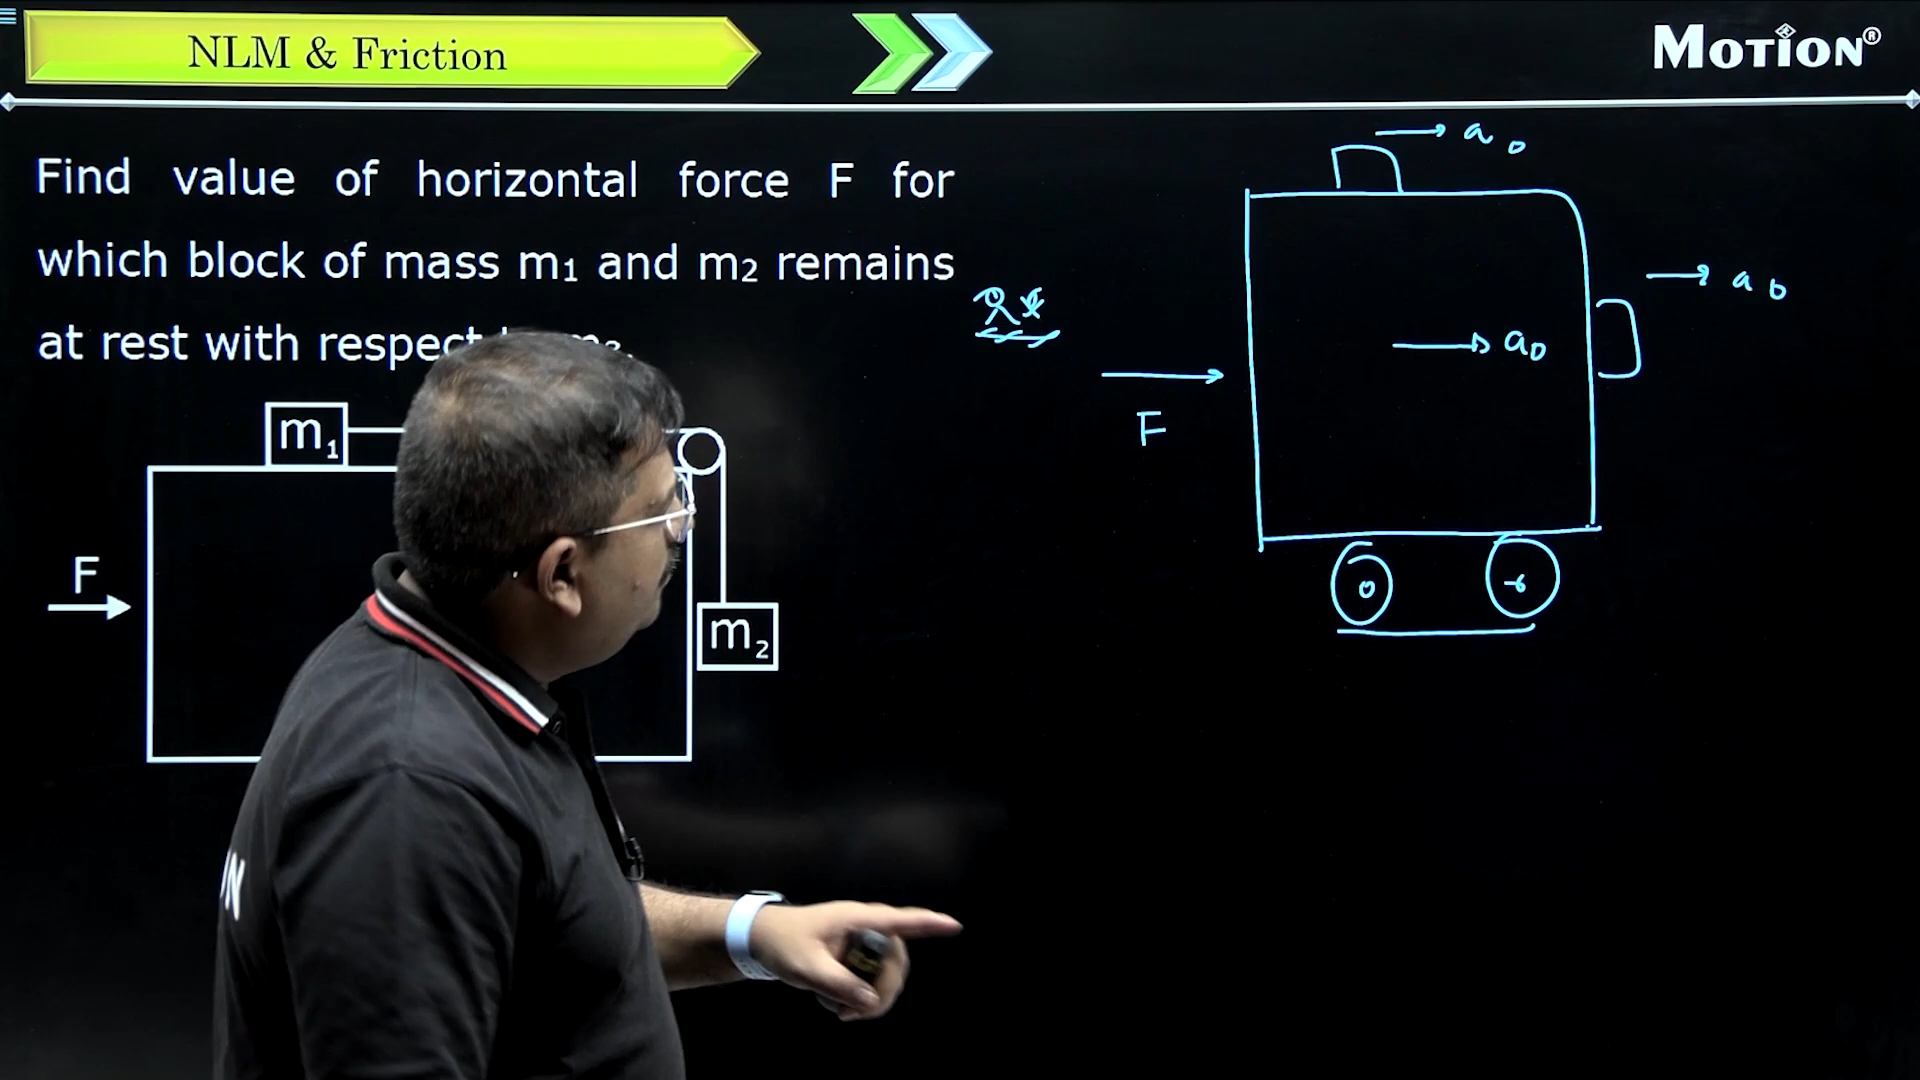 NLM & Friction
MOTION®
Find value of horizontal force F for
which block of mass m₁ and m₂ remains
at rest with respect
m₁
m₂
F
a₀
a₀
a₀
F